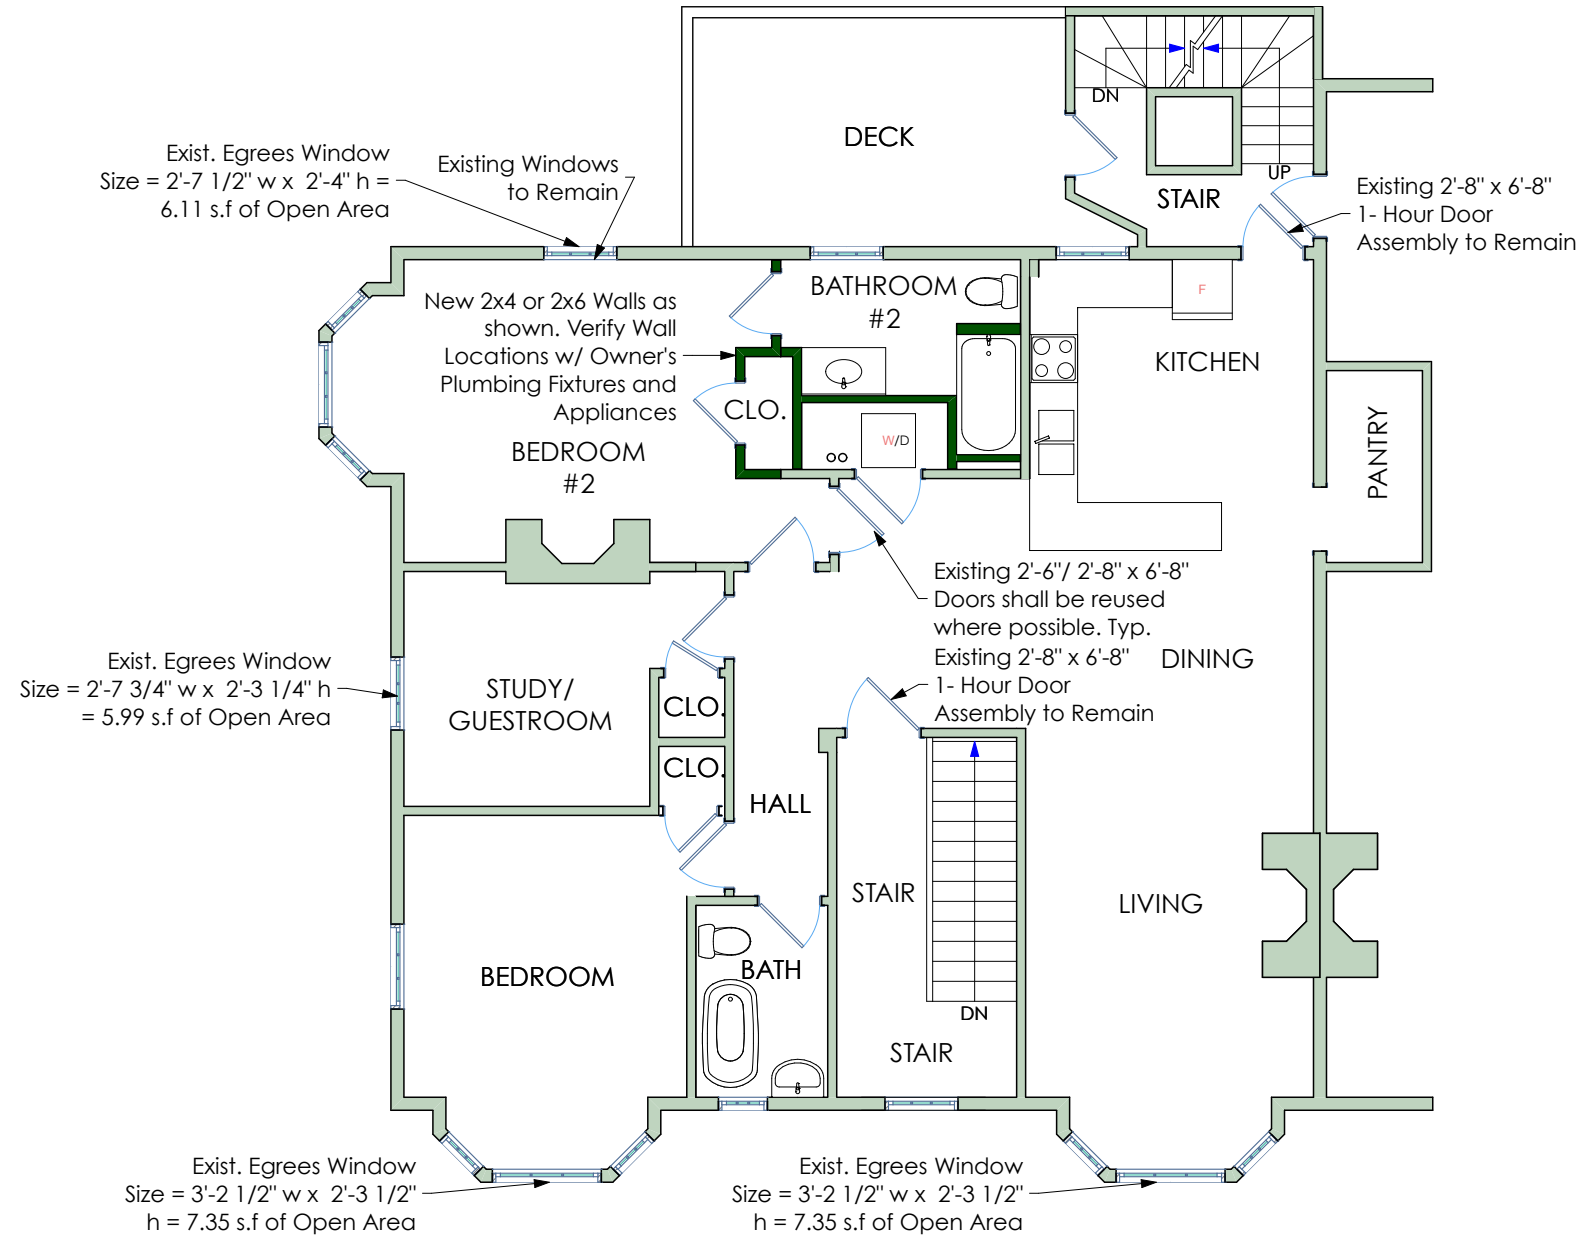 DECK
DN
UP
STAIR
Exist. Egrees Window
Size = 2'-7 1/2" w x 2'-4" h =
6.11 s.f of Open Area
Existing Windows
to Remain
Existing 2'-8" x 6'-8"
1- Hour Door
Assembly to Remain
New 2x4 or 2x6 Walls as
shown. Verify Wall
Locations w/ Owner's
Plumbing Fixtures and
Appliances
BATHROOM
#2
F
KITCHEN
CLO.
W/D
PANTRY
BEDROOM
#2
Existing 2'-6"/ 2'-8" x 6'-8"
Doors shall be reused
where possible. Typ.
Existing 2'-8" x 6'-8"
1- Hour Door
Assembly to Remain
DINING
Exist. Egrees Window
Size = 2'-7 3/4" w x 2'-3 1/4" h
= 5.99 s.f of Open Area
STUDY/
GUESTROOM
CLO.
CLO.
HALL
STAIR
LIVING
BEDROOM
BATH
DN
STAIR
Exist. Egrees Window
Size = 3'-2 1/2" w x 2'-3 1/2"
h = 7.35 s.f of Open Area
Exist. Egrees Window
Size = 3'-2 1/2" w x 2'-3 1/2"
h = 7.35 s.f of Open Area